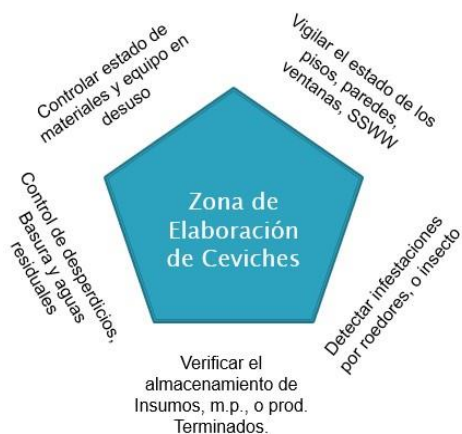 Controlar estado de
materiales y equipo en
desuso
Vigilar el estado de los
pisos, paredes,
ventanas, SSWW
Zona de
Elaboración
de Ceviches
Control de desperdicios,
Basura y aguas
residuales
Detectar infestaciones
por roedores, o insecto
Verificar el
almacenamiento de
Insumos, m.p., o prod.
Terminados.